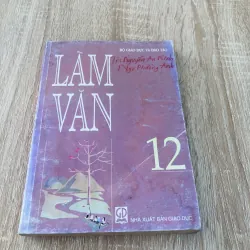 BỘ GIÁO DỤC VÀ ĐÀO TẠO
LÀM
VĂN
12
NHÀ XUẤT BẢN GIÁO DỤC